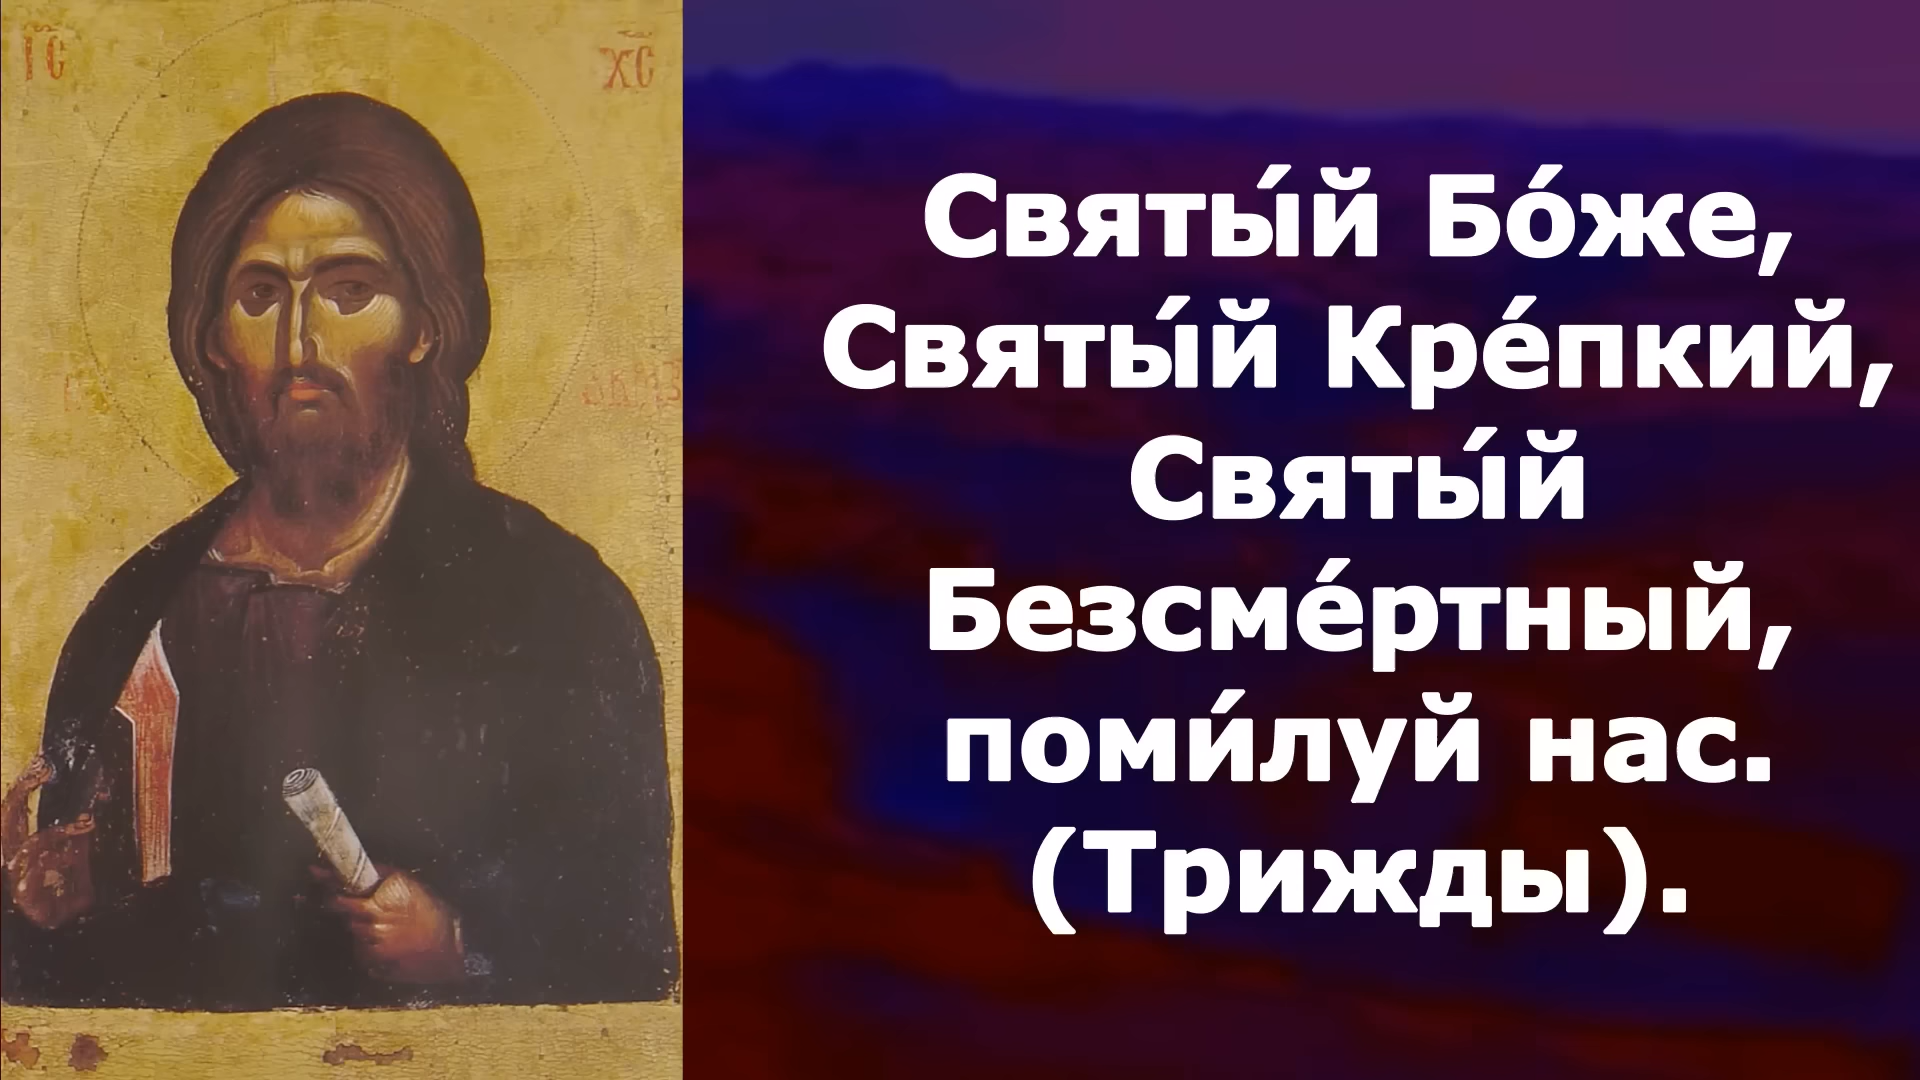 І͠С
Х͠С
Святы́й Бо́же,
Святы́й Кре́пкий,
Святы́й
Безсме́ртный,
поми́луй нас.
(Трижды).